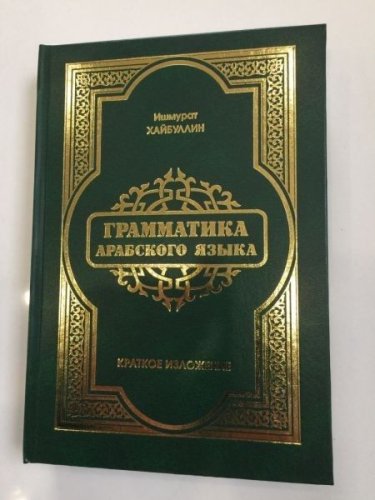 Ишмурат
ХАЙБУЛЛИН
ГРАММАТИКА
АРАБСКОГО ЯЗЫКА
КРАТКОЕ ИЗЛОЖЕНИЕ